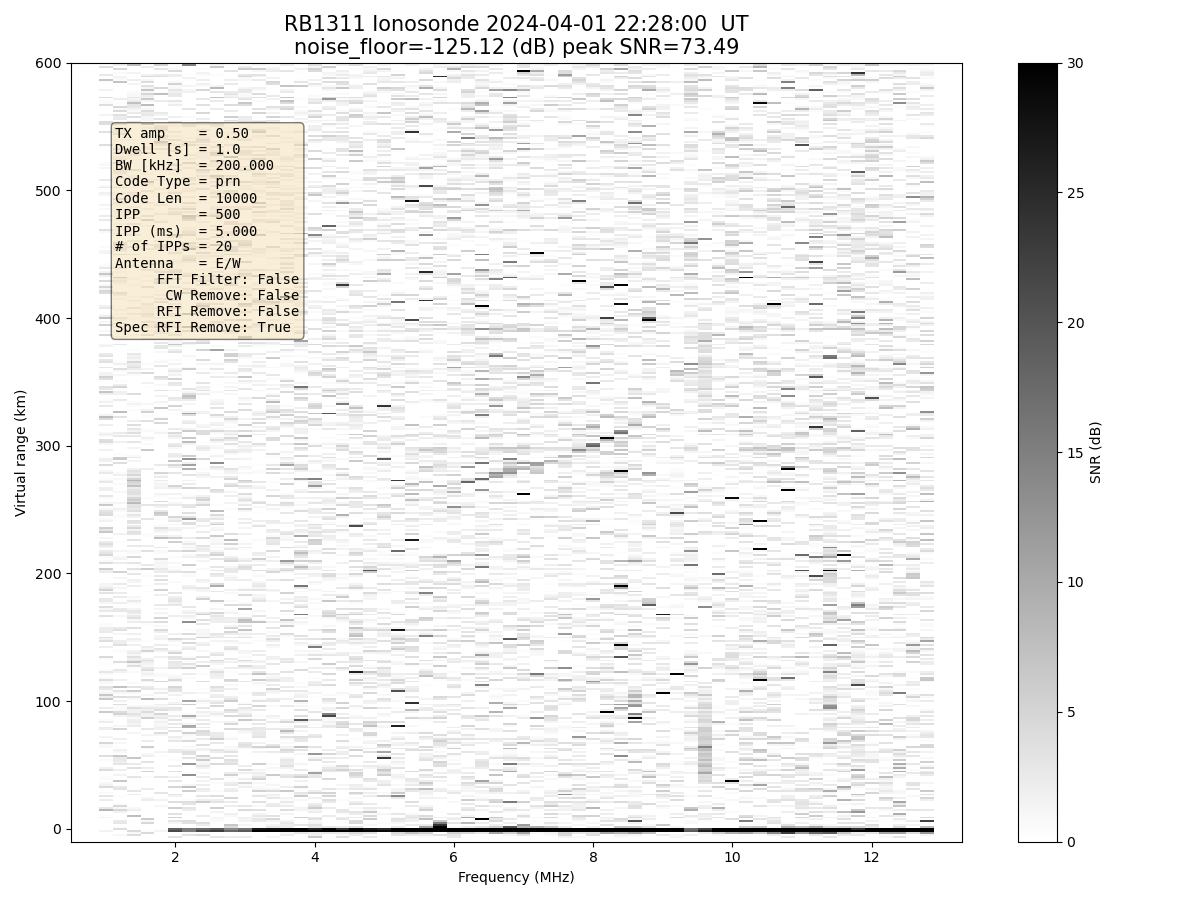 RB1311 Ionosonde 2024-04-01 22:28:00  UT
noise_floor=-125.12 (dB) peak SNR=73.49
TX amp    = 0.50
Dwell [s] = 1.0
BW [kHz]  = 200.000
Code Type = prn
Code Len  = 10000
IPP       = 500
IPP (ms)  = 5.000
# of IPPs = 20
Antenna   = E/W
FFT Filter: False
CW Remove: False
RFI Remove: False
Spec RFI Remove: True
Virtual range (km)
600
500
400
300
200
100
0
2 4 6 8 10 12
Frequency (MHz)
30
25
20
15
10
5
0
SNR (dB)